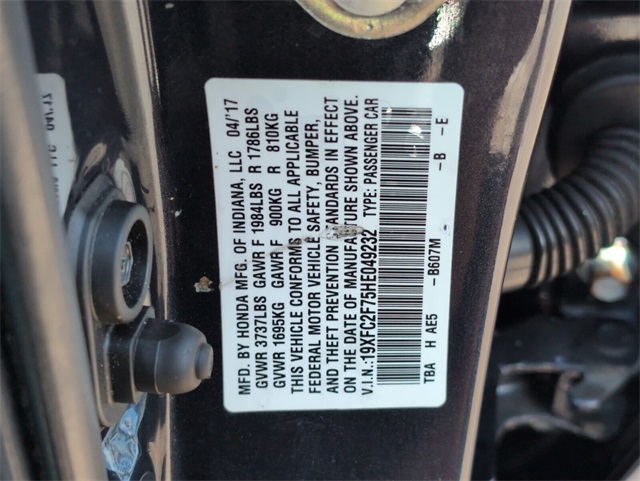 MFD. BY HONDA MFG. OF INDIANA, LLC 04/'17
GVWR 3737LBS GAWR F 1984LBS R 1786LBS
GVWR 1695KG GAWR F 900KG R 810KG
THIS VEHICLE CONFORMS TO ALL APPLICABLE
FEDERAL MOTOR VEHICLE SAFETY, BUMPER,
AND THEFT PREVENTION STANDARDS IN EFFECT
ON THE DATE OF MANUFACTURE SHOWN ABOVE.
V.I.N.:19XFC2F75HE049232 TYPE: PASSENGER CAR
- B607M - B - E
TBA H AE5